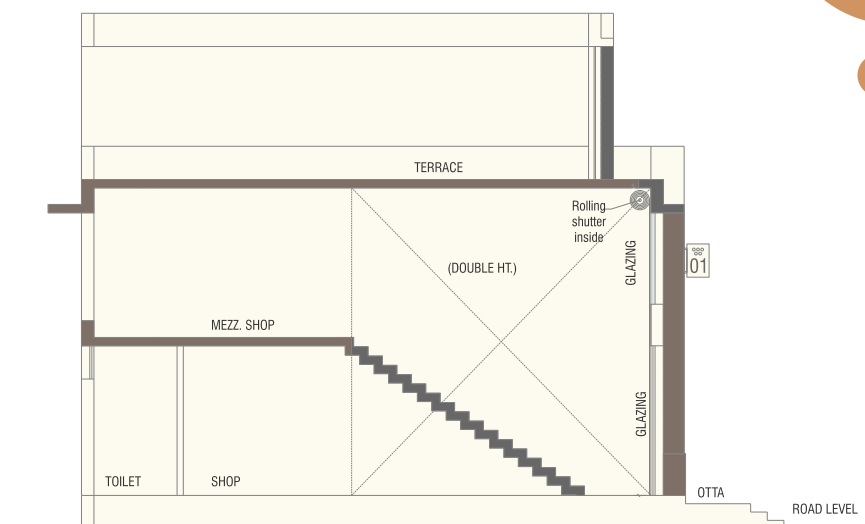 TERRACE
Rolling
shutter
inside
(DOUBLE HT.)
GLAZING
01
MEZZ. SHOP
GLAZING
TOILET
SHOP
OTTA
ROAD LEVEL